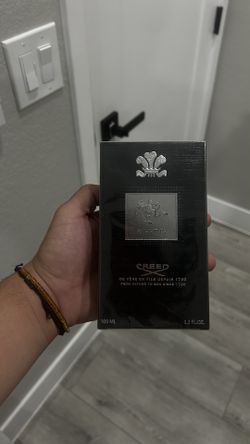 CREED
DE PÈRE EN FILS DEPUIS 1760
FROM FATHER TO SON SINCE 1760
100 ML
3.3 FL.OZ.